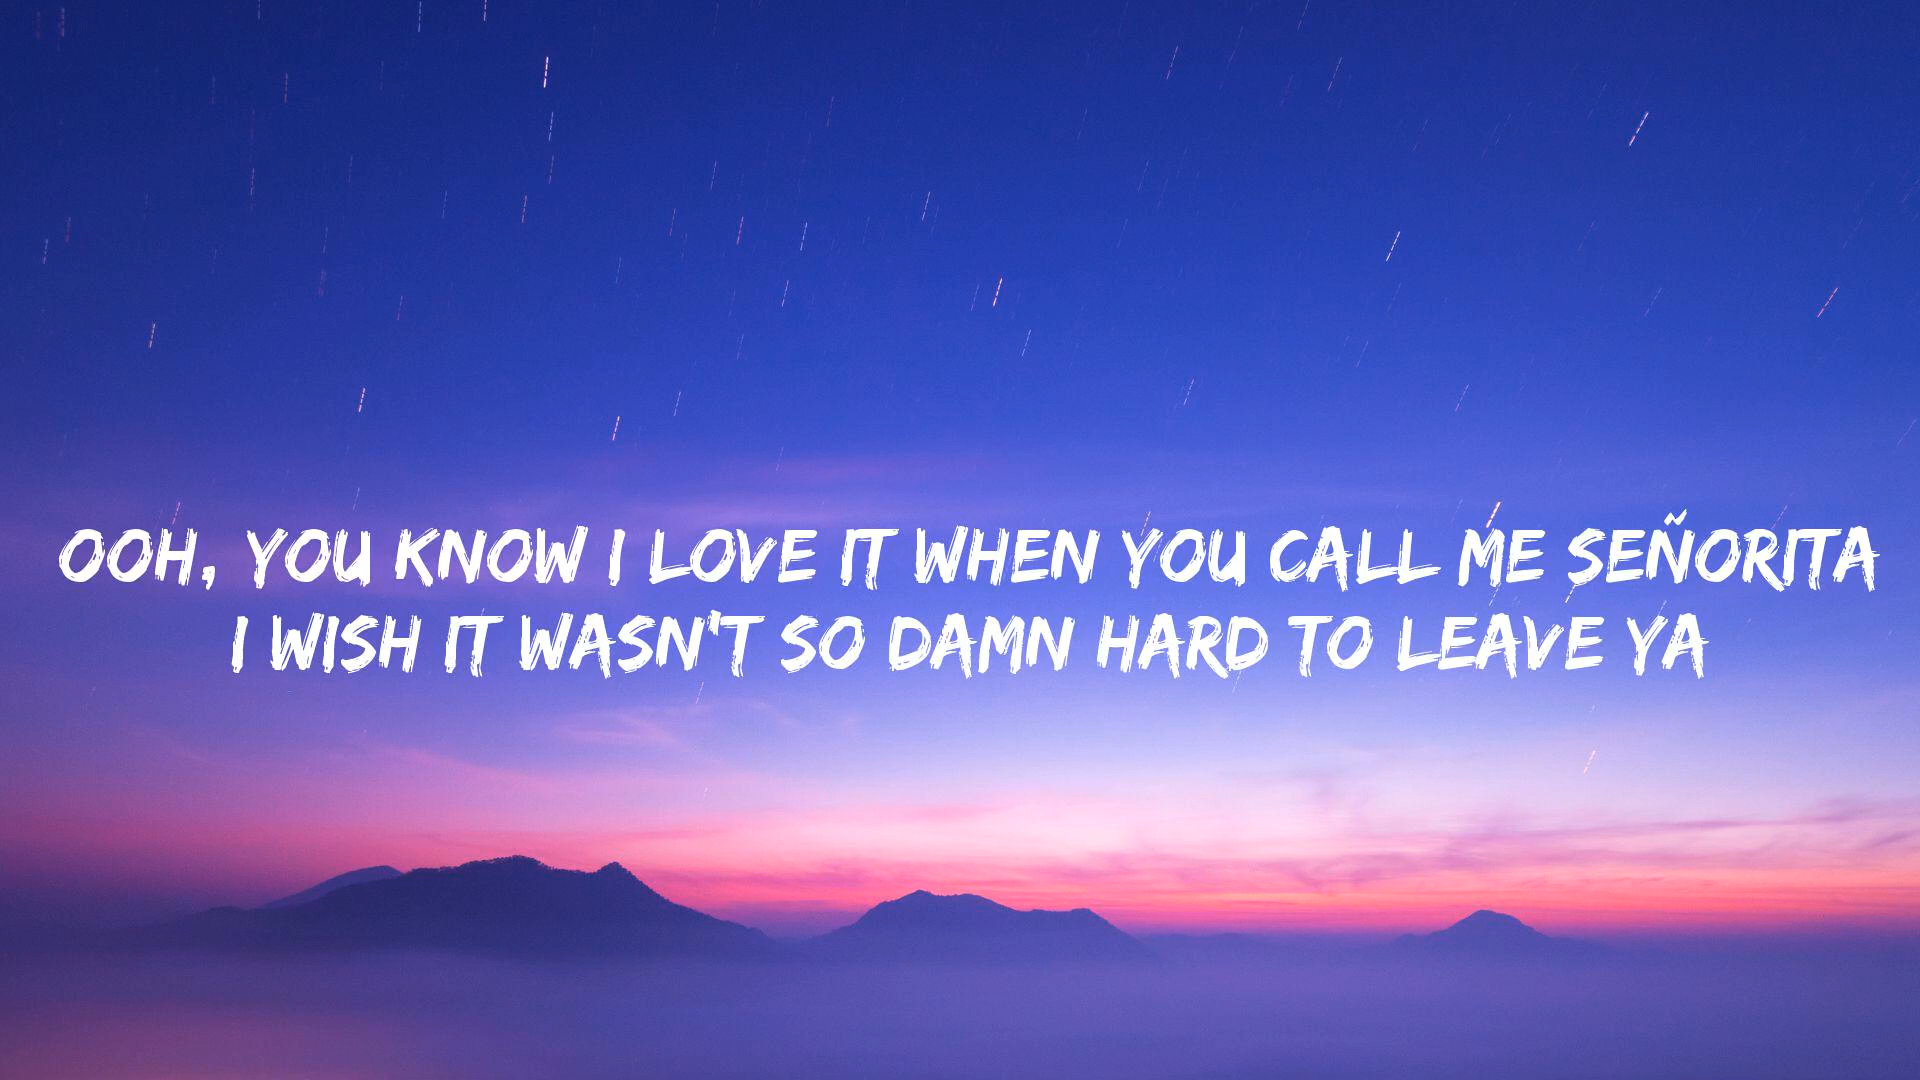 OOH, YOU KNOW I LOVE IT WHEN YOU CALL ME SEÑORITA
I WISH IT WASN'T SO DAMN HARD TO LEAVE YA